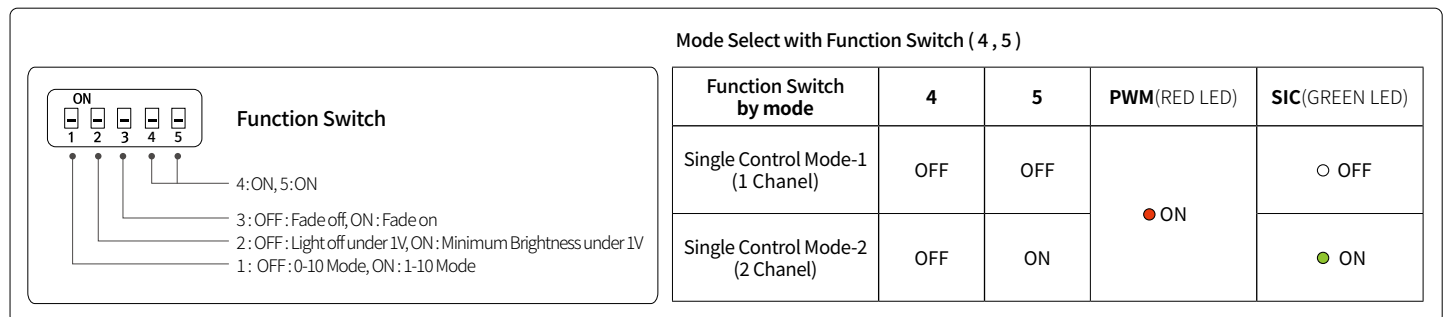 Mode Select with Function Switch ( 4 , 5 )
ON
1 2 3 4 5
Function Switch
4:ON, 5:ON
3 : OFF : Fade off, ON : Fade on
2 : OFF : Light off under 1V, ON : Minimum Brightness under 1V
1 : OFF : 0-10 Mode, ON : 1-10 Mode
Function Switch
by mode
4
5
PWM(RED LED)
SIC(GREEN LED)
Single Control Mode-1
(1 Chanel)
OFF
OFF
ON
OFF
Single Control Mode-2
(2 Chanel)
OFF
ON
ON